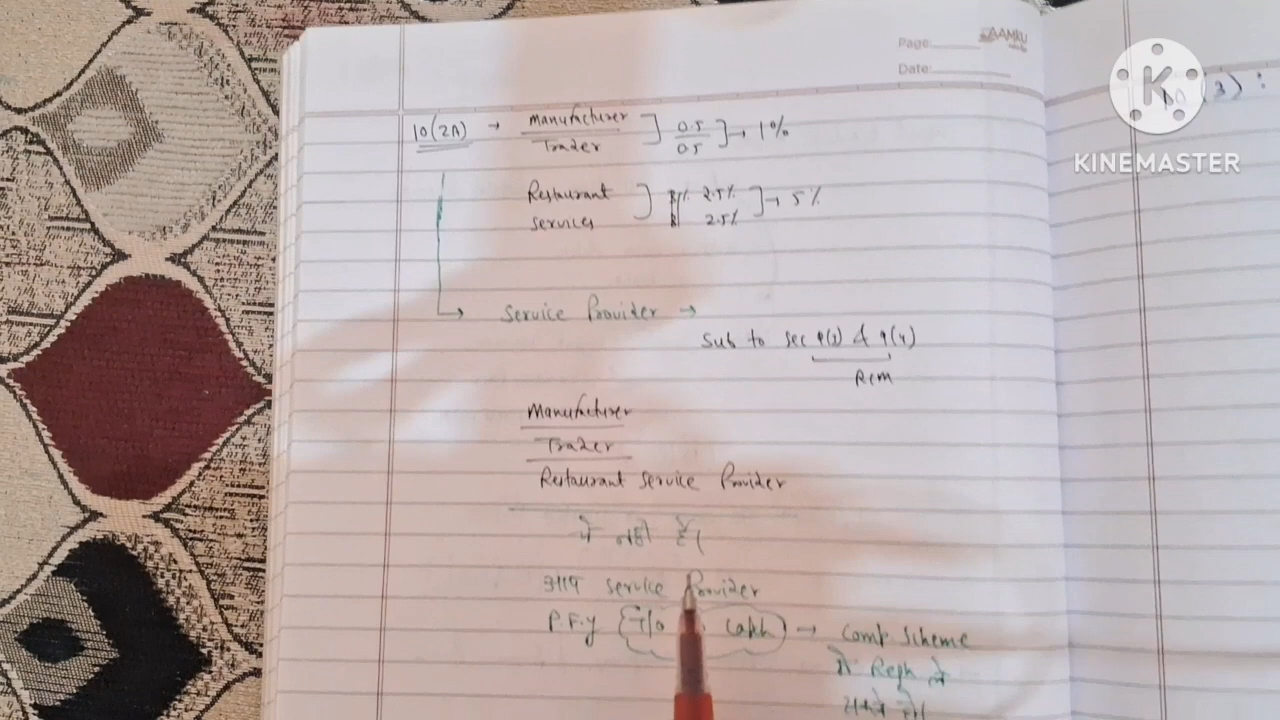 Page:
Date:
AAMRU
10(2A) → Manufacturer
Trader
0.5
0.5
→ 1%
Restaurant
Services
2.5%
2.5%
→ 5%
Service Provider →
Sub to Sec 9(3) & 9(4)
RCM
Manufacturer
Trader
Restaurant Service Provider
ये नही है।
आप Service Provider
P.F.Y {T/O Lakh) → Comp. Scheme
(3) :
KINEMASTER